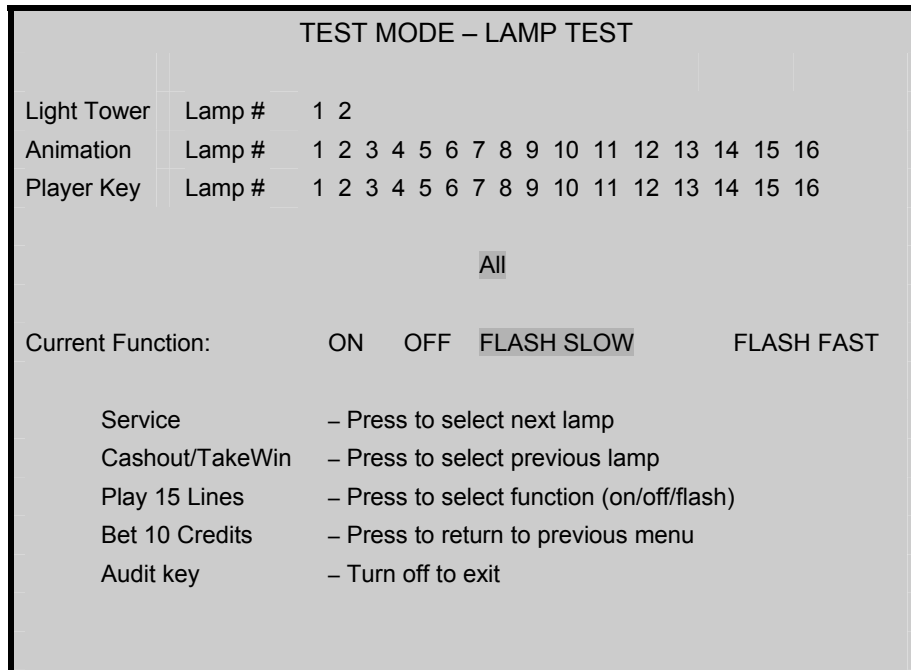 TEST MODE – LAMP TEST
Light Tower Lamp # 1 2
Animation Lamp # 1 2 3 4 5 6 7 8 9 10 11 12 13 14 15 16
Player Key Lamp # 1 2 3 4 5 6 7 8 9 10 11 12 13 14 15 16
All
Current Function: ON OFF FLASH SLOW FLASH FAST
Service – Press to select next lamp
Cashout/TakeWin – Press to select previous lamp
Play 15 Lines – Press to select function (on/off/flash)
Bet 10 Credits – Press to return to previous menu
Audit key – Turn off to exit